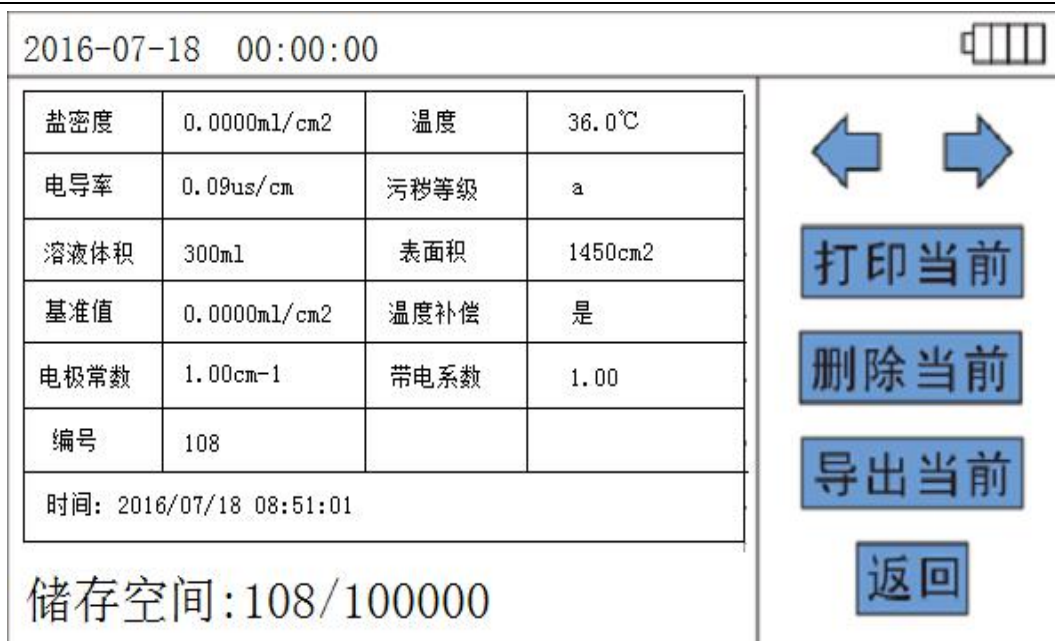 2016-07-18 00:00:00
盐密度 0.0000ml/cm2 温度 36.0℃
电导率 0.09us/cm 污秽等级 a
溶液体积 300ml 表面积 1450cm2
基准值 0.0000ml/cm2 温度补偿 是
电极常数 1.00cm-1 带电系数 1.00
编号 108
时间: 2016/07/18 08:51:01
储存空间:108/100000
打印当前
删除当前
导出当前
返回